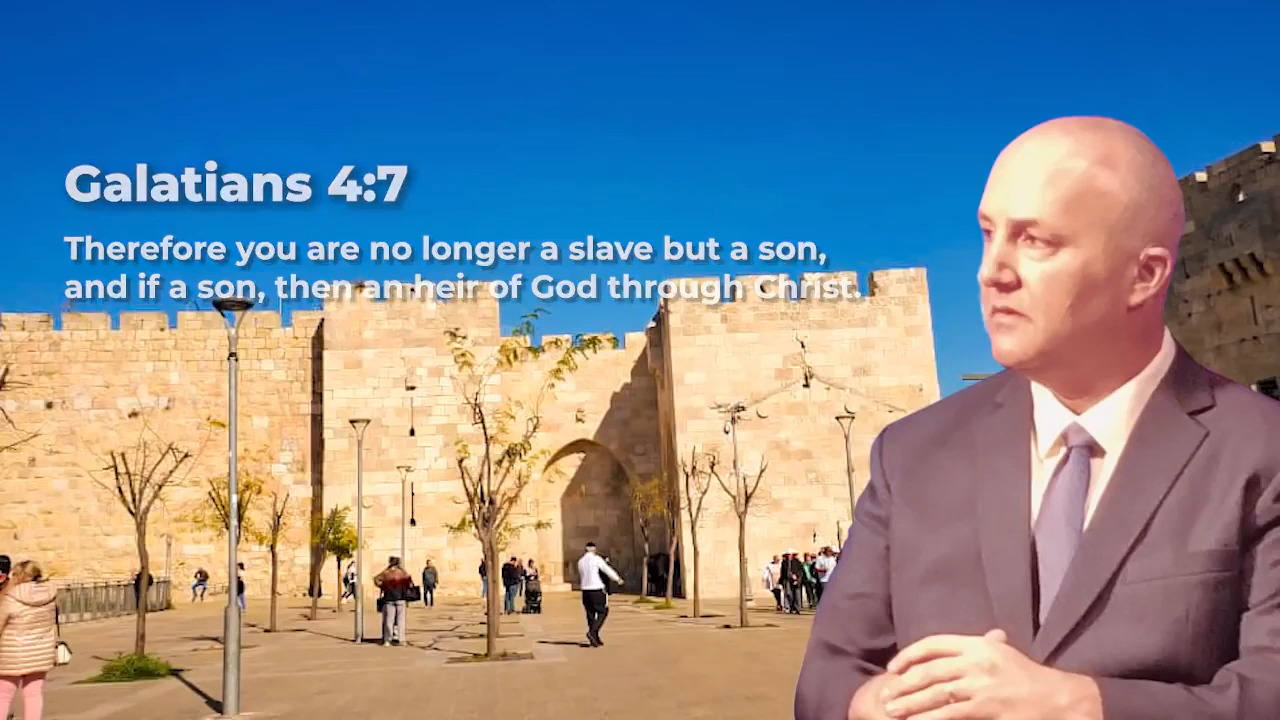 Galatians 4:7
Therefore you are no longer a slave but a son,
and if a son, then an heir of God through Christ.